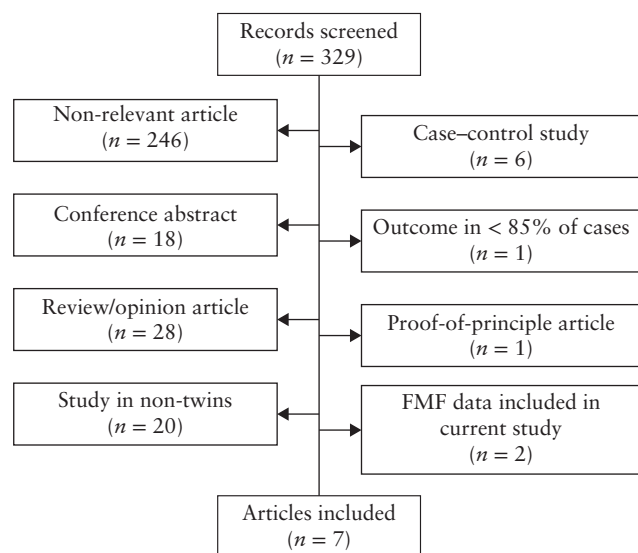 Records screened
(n = 329)
Non-relevant article
(n = 246)
Case–control study
(n = 6)
Conference abstract
(n = 18)
Outcome in < 85% of cases
(n = 1)
Review/opinion article
(n = 28)
Proof-of-principle article
(n = 1)
Study in non-twins
(n = 20)
FMF data included in
current study
(n = 2)
Articles included
(n = 7)